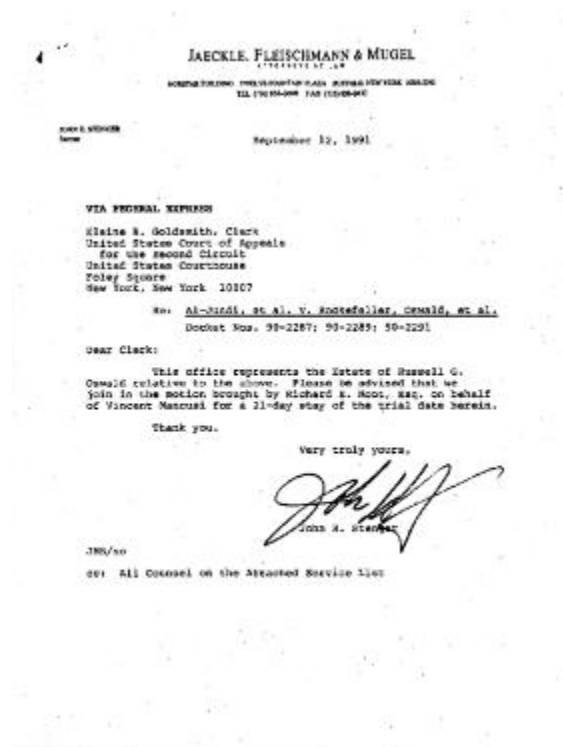 4
JAECKLE, FLEISCHMANN & MUGEL
ATTORNEYS AT LAW
September 12, 1991
VIA FEDERAL EXPRESS
Elaine B. Goldsmith, Clerk
United States Court of Appeals
for the Second Circuit
United States Courthouse
Foley Square
New York, New York 10007
Re: Al-Jundi, et al. v. Rockefeller, Oswald, et al.
Docket Nos. 90-2287; 90-2289; 90-2291
Dear Clerk:
This office represents the Estate of Russell G.
Oswald relative to the above. Please be advised that we
join in the motion brought by Richard E. Moot, Esq. on behalf
of Vincent Mancusi for a 21-day stay of the trial date herein.
Thank you.
Very truly yours,
John H. Stenger
cc: All Counsel on the Attached Service List